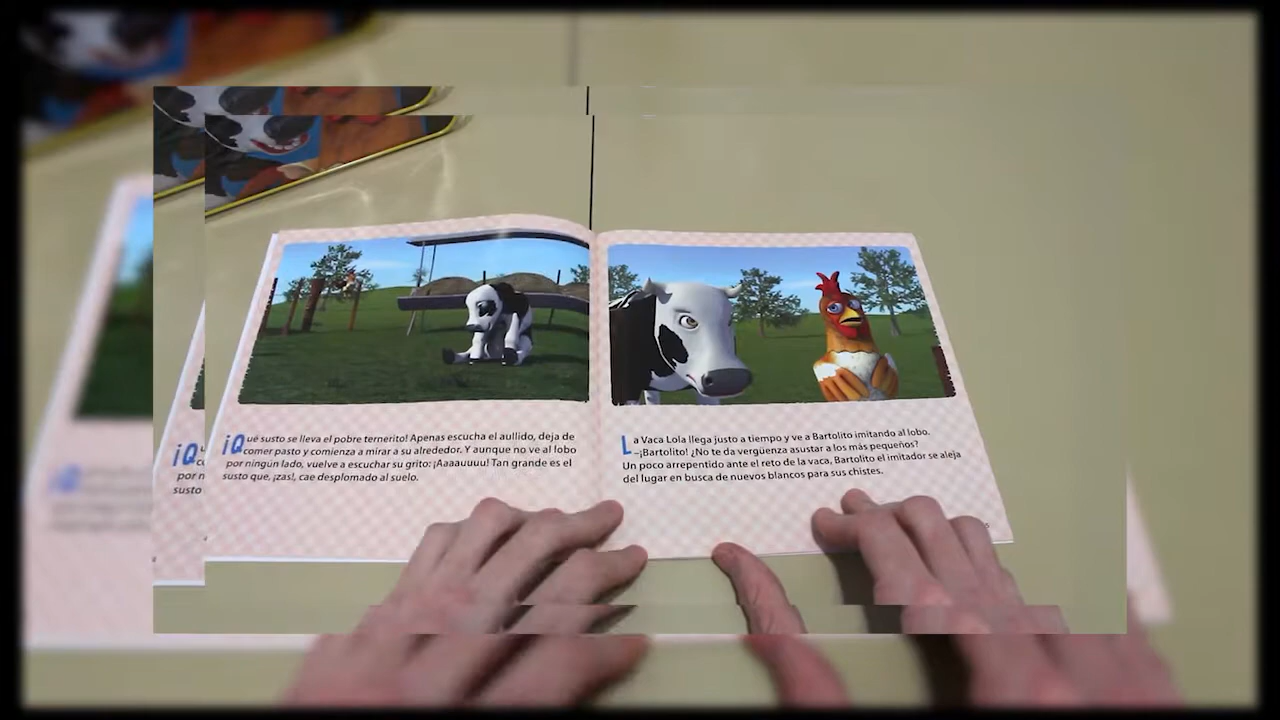 ¡Qué susto se lleva el pobre ternerito! Apenas escucha el aullido, deja de
comer pasto y comienza a mirar a su alrededor. Y aunque no ve al lobo
por ningún lado, vuelve a escuchar su grito: ¡Aaaauuuu! Tan grande es el
susto que, ¡zas!, cae desplomado al suelo.
La Vaca Lola llega justo a tiempo y ve a Bartolito imitando al lobo.
–¡Bartolito! ¿No te da vergüenza asustar a los más pequeños?
Un poco arrepentido ante el reto de la vaca, Bartolito el imitador se aleja
del lugar en busca de nuevos blancos para sus chistes.